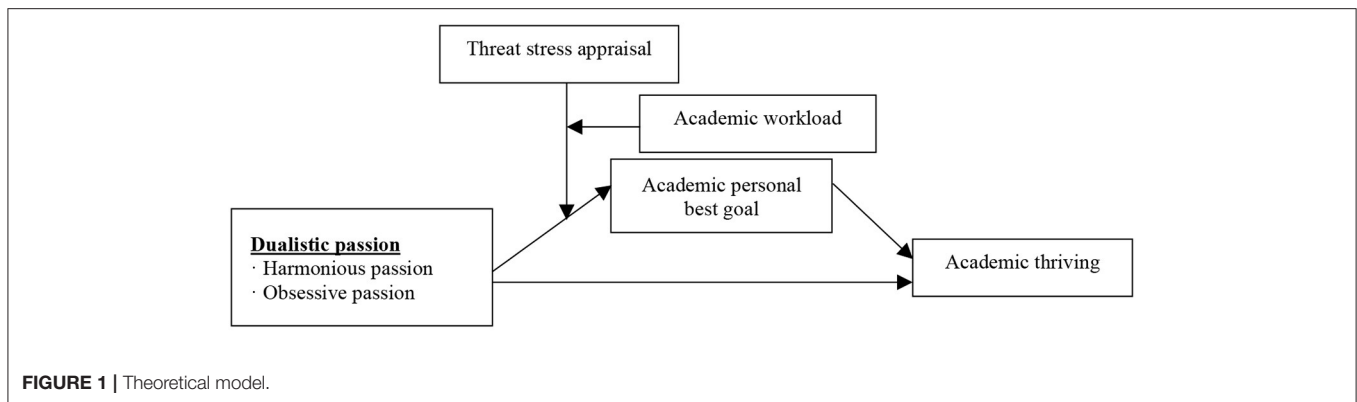 Threat stress appraisal
Academic workload
Academic personal
best goal
Dualistic passion
· Harmonious passion
· Obsessive passion
Academic thriving
FIGURE 1 | Theoretical model.